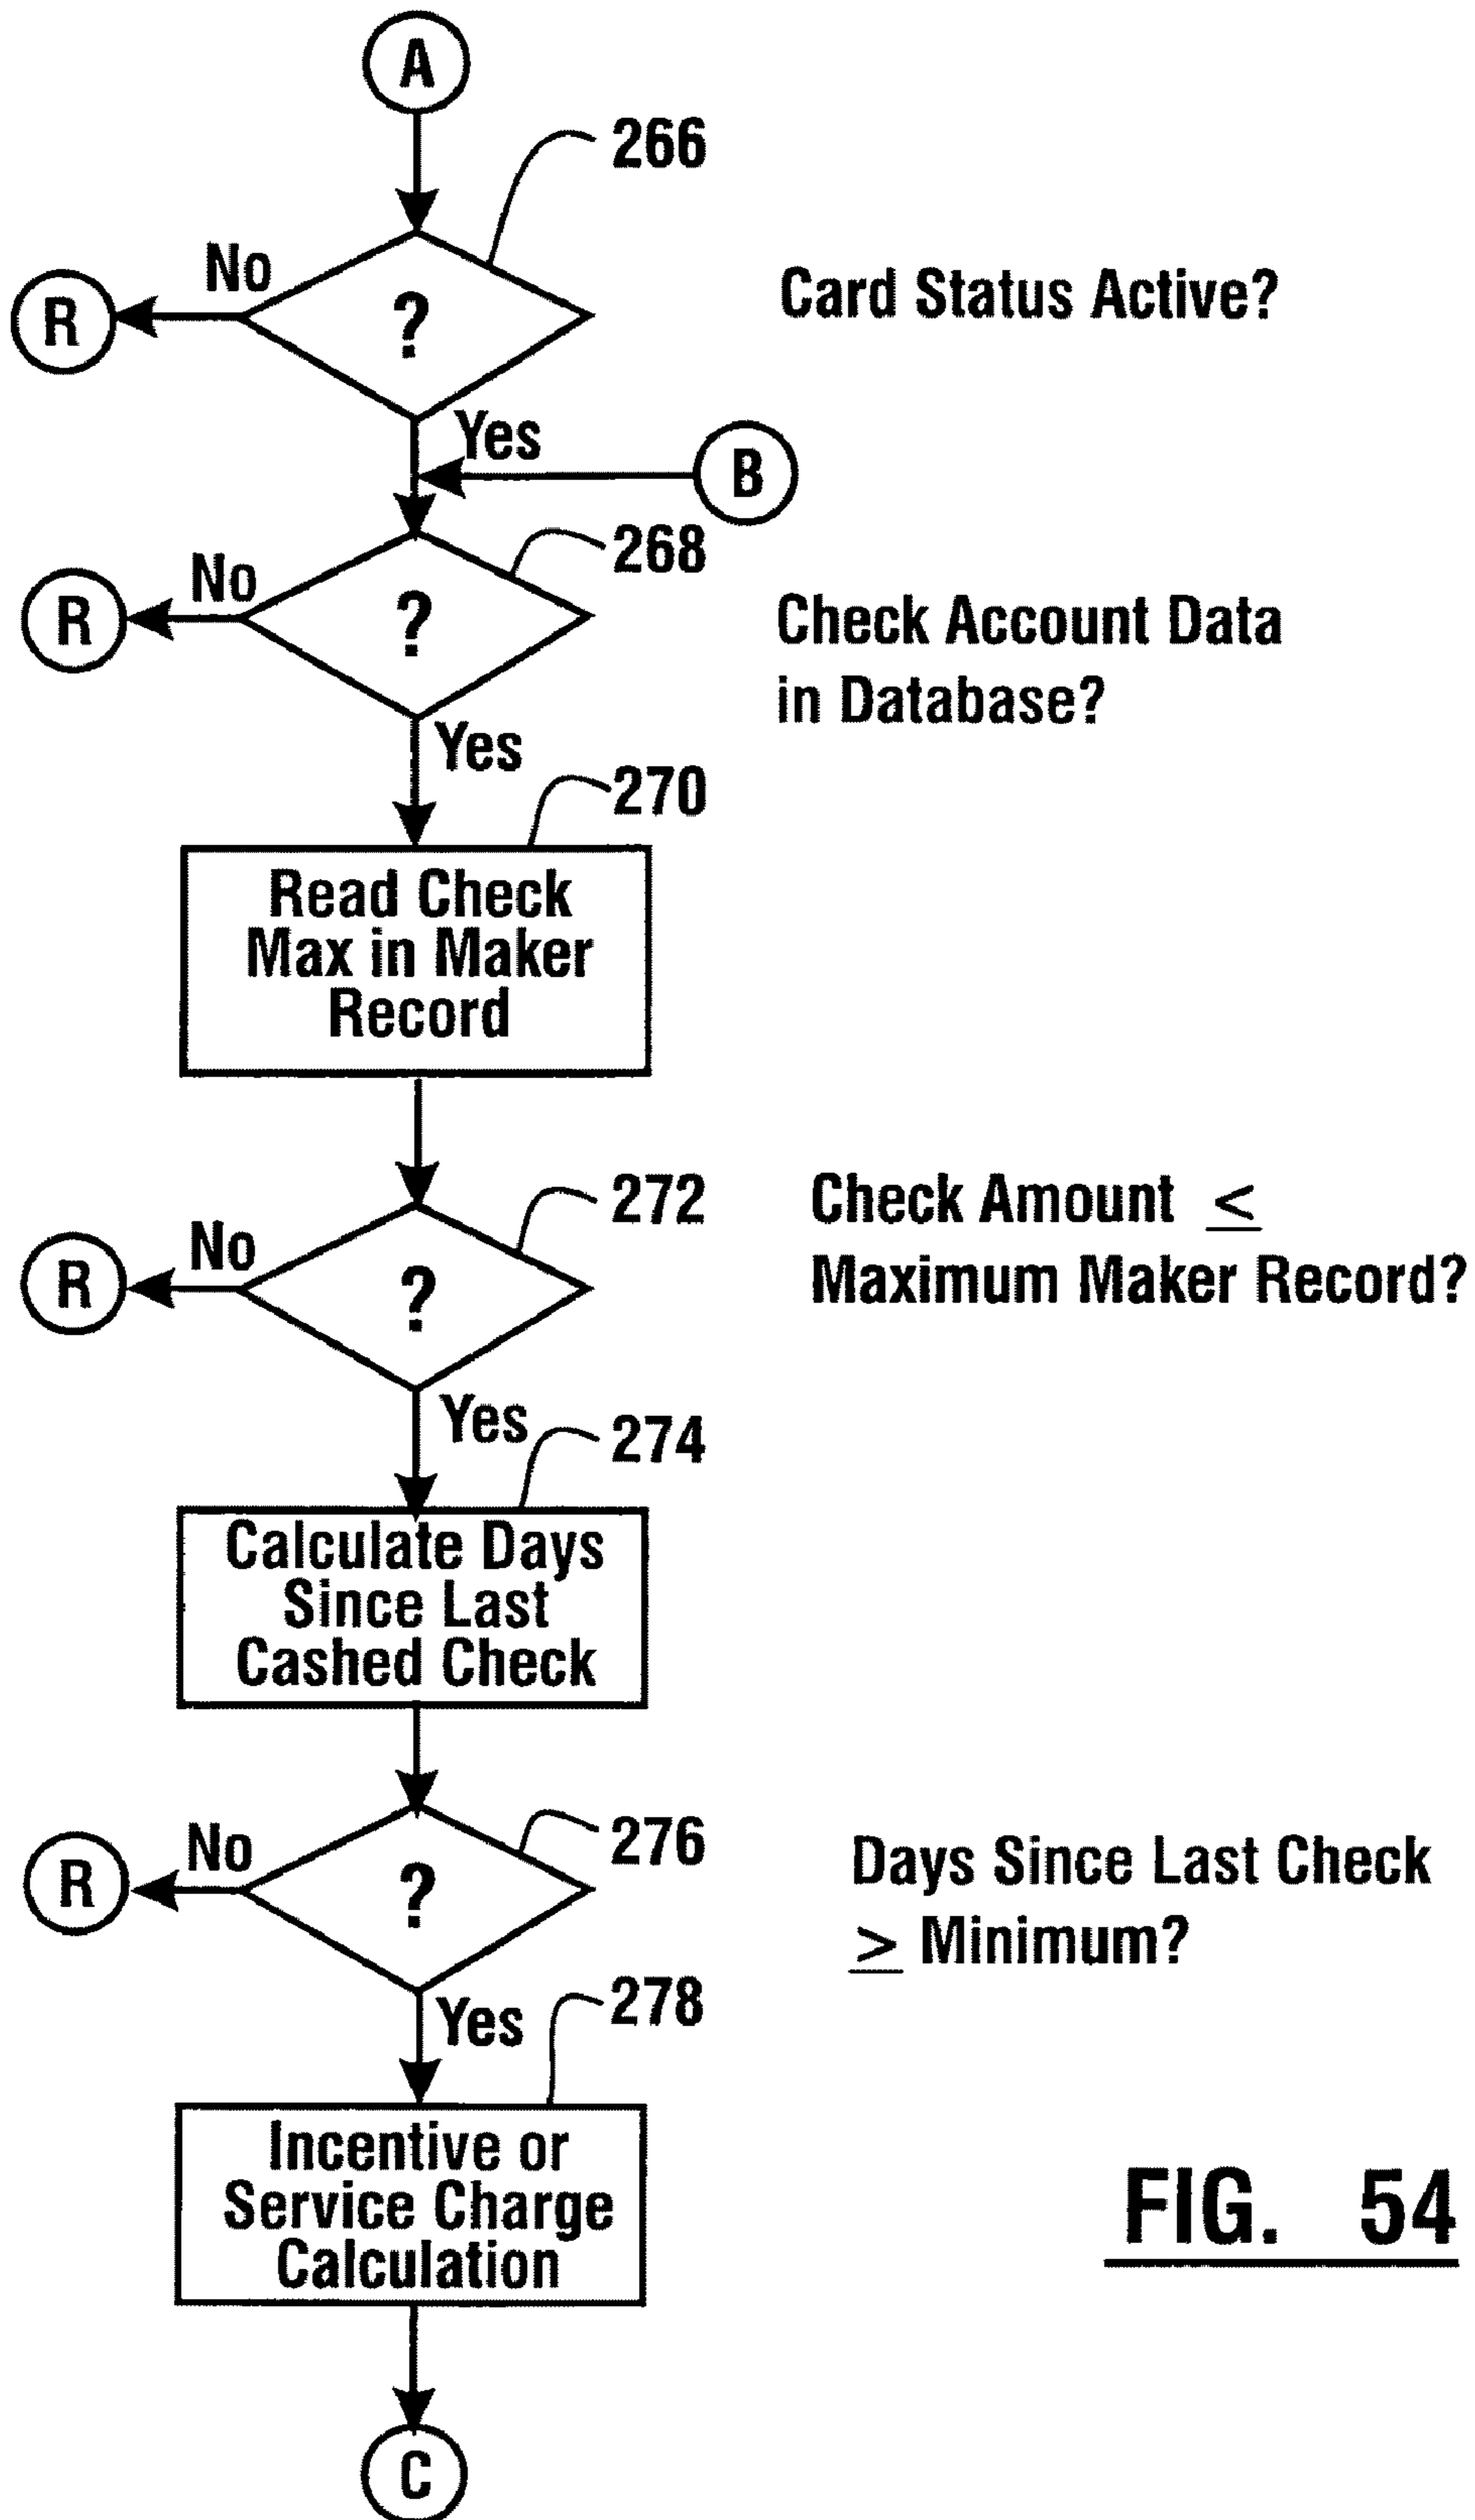 A
266
No
R
?
Card Status Active?
Yes
B
268
No
R
?
Check Account Data
in Database?
Yes
270
Read Check
Max in Maker
Record
272
No
R
?
Check Amount ≤
Maximum Maker Record?
Yes
274
Calculate Days
Since Last
Cashed Check
276
No
R
?
Days Since Last Check
≥ Minimum?
Yes
278
Incentive or
Service Charge
Calculation
FIG. 54
C